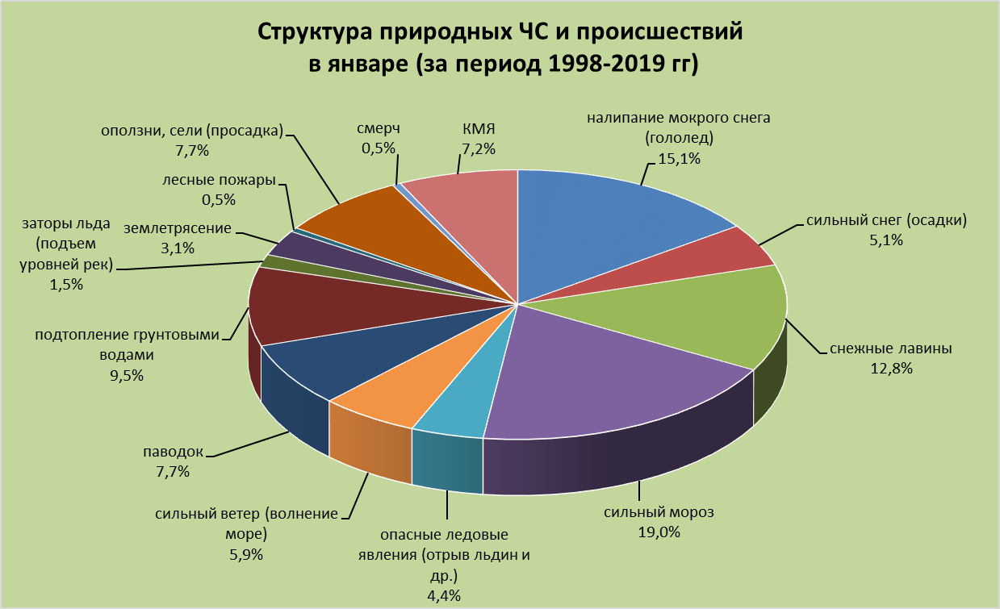 Структура природных ЧС и происшествий
в январе (за период 1998-2019 гг)
налипание мокрого снега
(гололед)
15,1%
сильный снег (осадки)
5,1%
снежные лавины
12,8%
сильный мороз
19,0%
опасные ледовые
явления (отрыв льдин и
др.)
4,4%
сильный ветер (волнение
море)
5,9%
паводок
7,7%
подтопление грунтовыми
водами
9,5%
заторы льда
(подъем
уровней рек)
1,5%
землетрясение
3,1%
лесные пожары
0,5%
оползни, сели (просадка)
7,7%
смерч
0,5%
КМЯ
7,2%